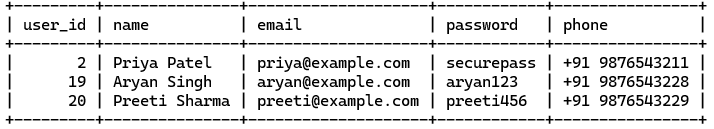 user_id | name | email | password | phone
2 | Priya Patel | priya@example.com | securepass | +91 9876543211
19 | Aryan Singh | aryan@example.com | aryan123 | +91 9876543228
20 | Preeti Sharma | preeti@example.com | preeti456 | +91 9876543229